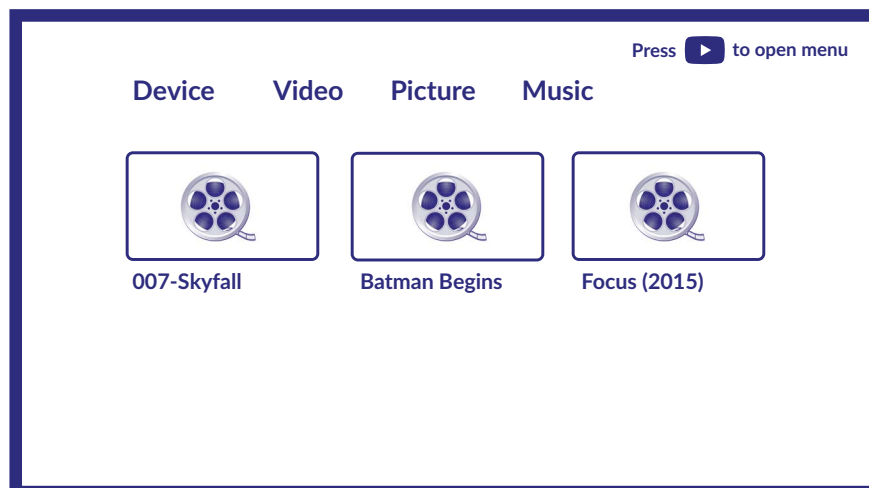 Press to open menu
Device Video Picture Music
007-Skyfall Batman Begins Focus (2015)